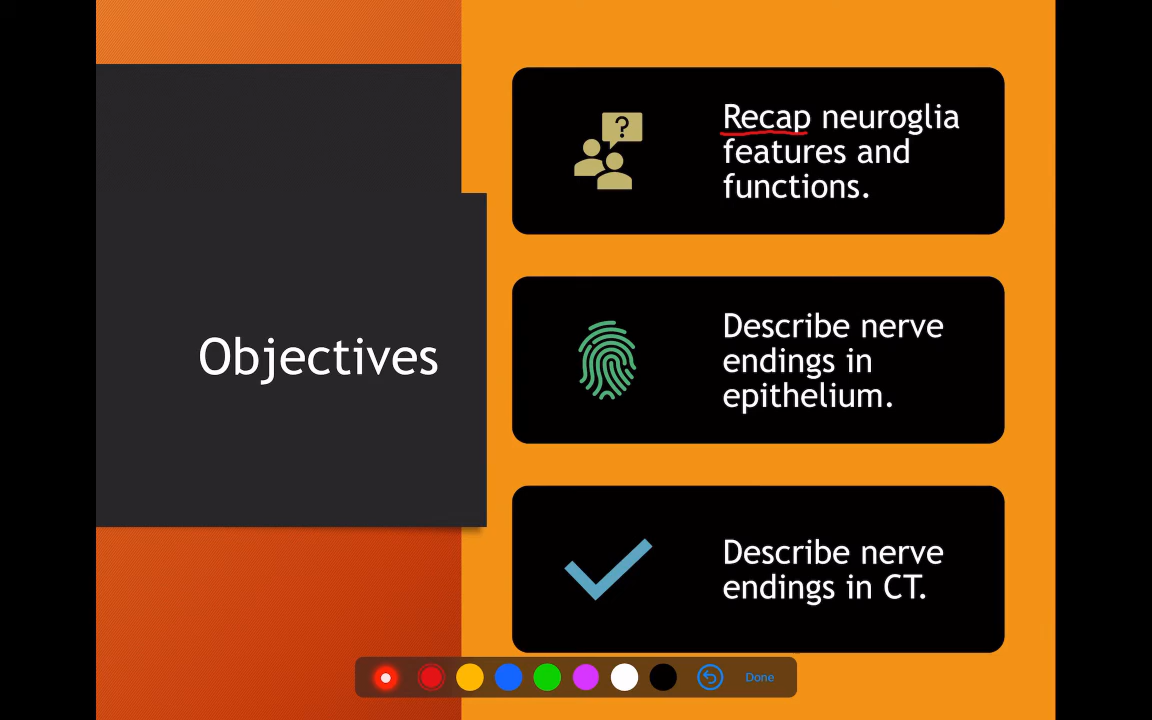 Objectives
Recap neuroglia
features and
functions.
Describe nerve
endings in
epithelium.
Describe nerve
endings in CT.
?
Done